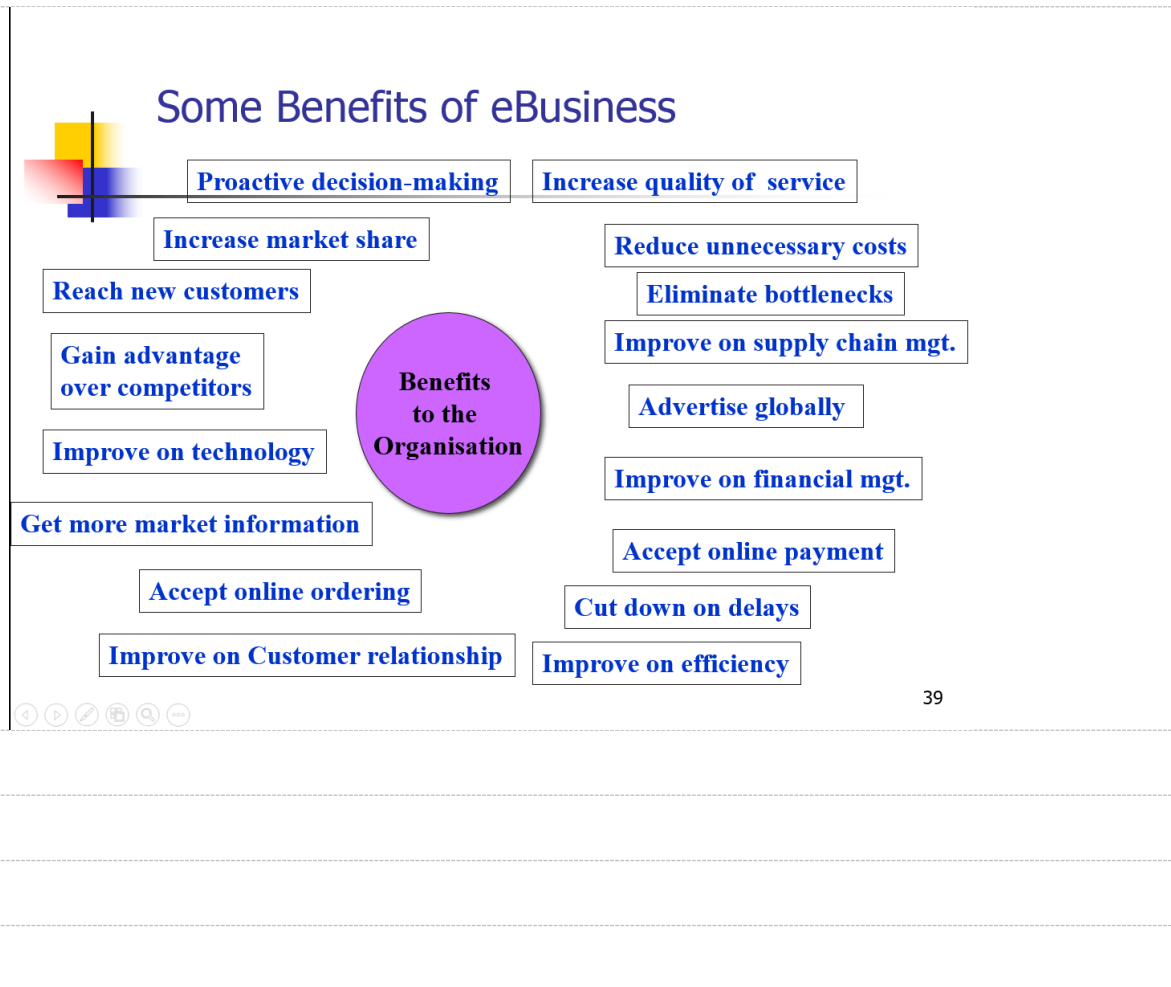 Some Benefits of eBusiness
Proactive decision-making
Increase quality of  service
Increase market share
Reduce unnecessary costs
Reach new customers
Eliminate bottlenecks
Improve on supply chain mgt.
Gain advantage
over competitors
Benefits
to the
Organisation
Advertise globally
Improve on technology
Improve on financial mgt.
Get more market information
Accept online payment
Accept online ordering
Cut down on delays
Improve on Customer relationship
Improve on efficiency
39